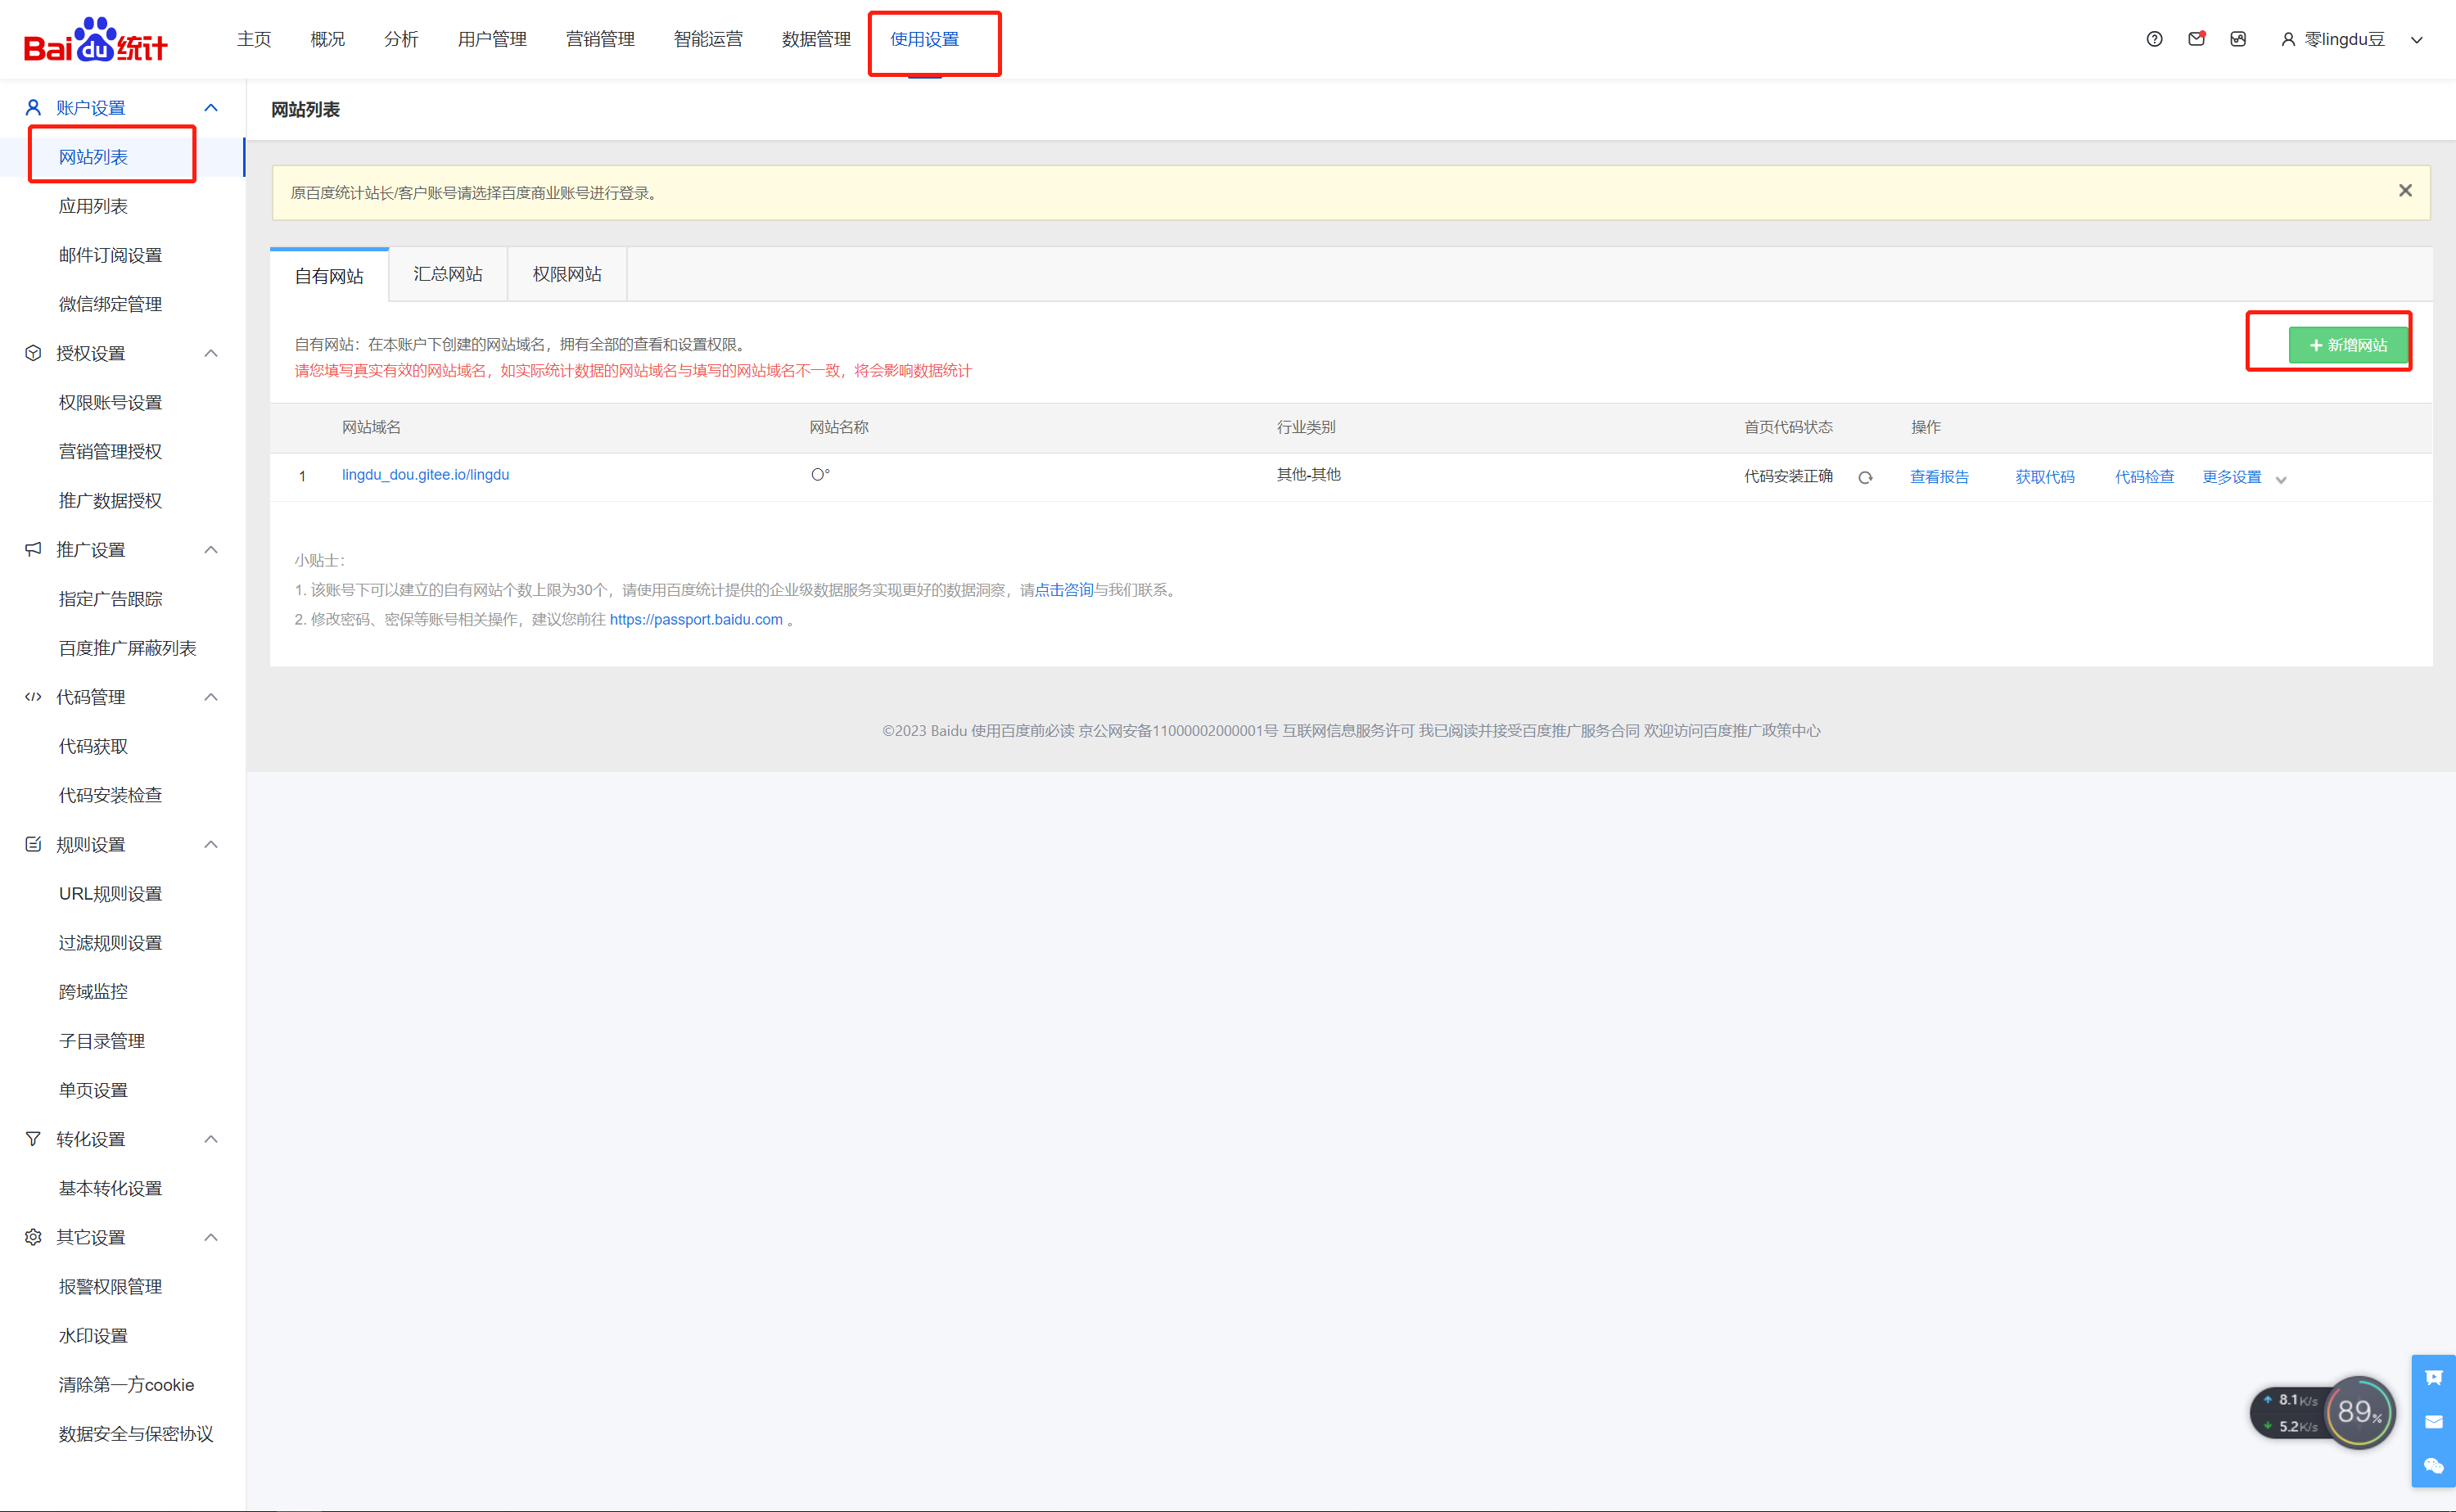 Bai du 统计
主页 概况 分析 用户管理 营销管理 智能运营 数据管理 使用设置
零lingdu豆
账户设置
网站列表
应用列表
邮件订阅设置
微信绑定管理
授权设置
权限账号设置
营销管理授权
推广数据授权
推广设置
指定广告跟踪
百度推广屏蔽列表
代码管理
代码获取
代码安装检查
规则设置
URL规则设置
过滤规则设置
跨域监控
子目录管理
单页设置
转化设置
基本转化设置
其它设置
报警权限管理
水印设置
清除第一方cookie
数据安全与保密协议
网站列表
原百度统计站长/客户账号请选择百度商业账号进行登录。
自有网站 汇总网站 权限网站
自有网站：在本账户下创建的网站域名，拥有全部的查看和设置权限。
请您填写真实有效的网站域名，如实际统计数据的网站域名与填写的网站域名不一致，将会影响数据统计
新增网站
网站域名 网站名称 行业类别 首页代码状态 操作
1 lingdu_dou.gitee.io/lingdu 〇° 其他-其他 代码安装正确 查看报告 获取代码 代码检查 更多设置
小贴士：
1. 该账号下可以建立的自有网站个数上限为30个，请使用百度统计提供的企业级数据服务实现更好的数据洞察，请点击咨询与我们联系。
2. 修改密码、密保等账号相关操作，建议您前往 https://passport.baidu.com 。
©2023 Baidu 使用百度前必读 京公网安备11000002000001号 互联网信息服务许可 我已阅读并接受百度推广服务合同 欢迎访问百度推广政策中心
8.1K/s
5.2K/s
89%